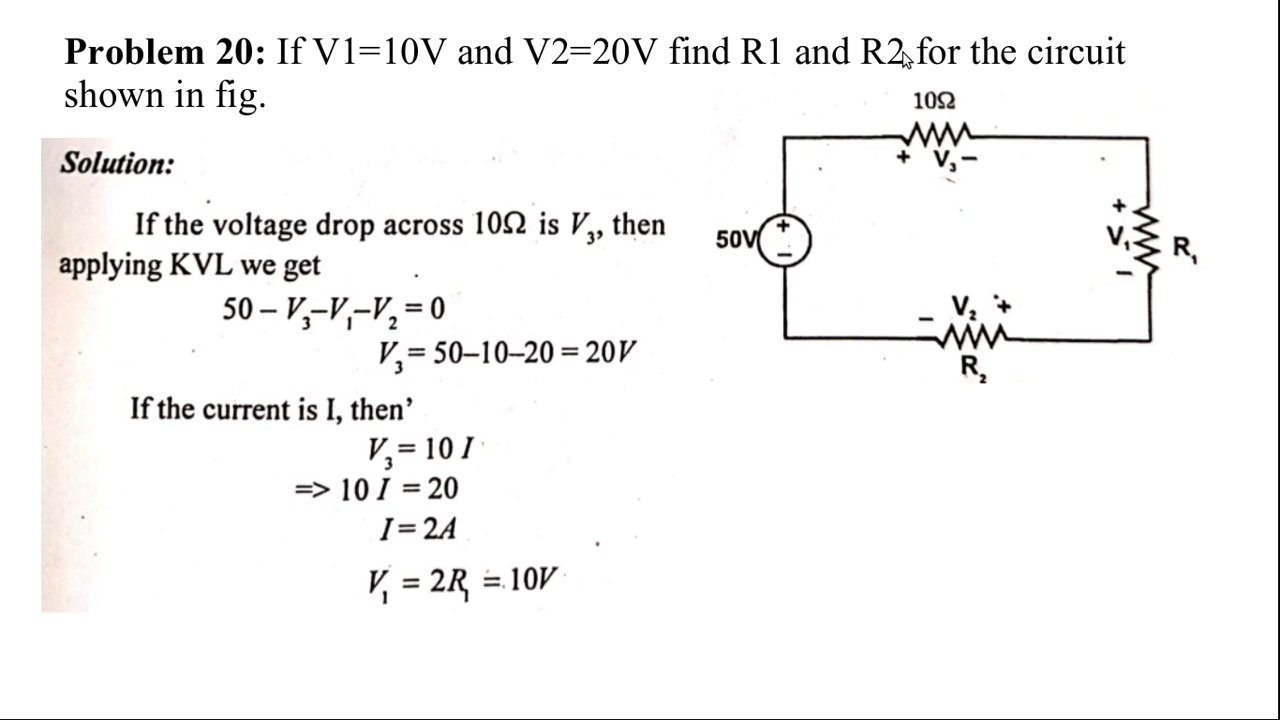 Problem 20: If V1=10V and V2=20V find R1 and R2 for the circuit
shown in fig.
Solution:
If the voltage drop across 10Ω is V₃, then
applying KVL we get
50 – V₃–V₁–V₂ = 0
V₃ = 50–10–20 = 20V
If the current is I, then’
V₃ = 10 I
=> 10 I = 20
I = 2A
V₁ = 2R₁ = 10V
10Ω
+ V₃ –
50V
+
–
+
V₁
–
R₁
– V₂ +
R₂